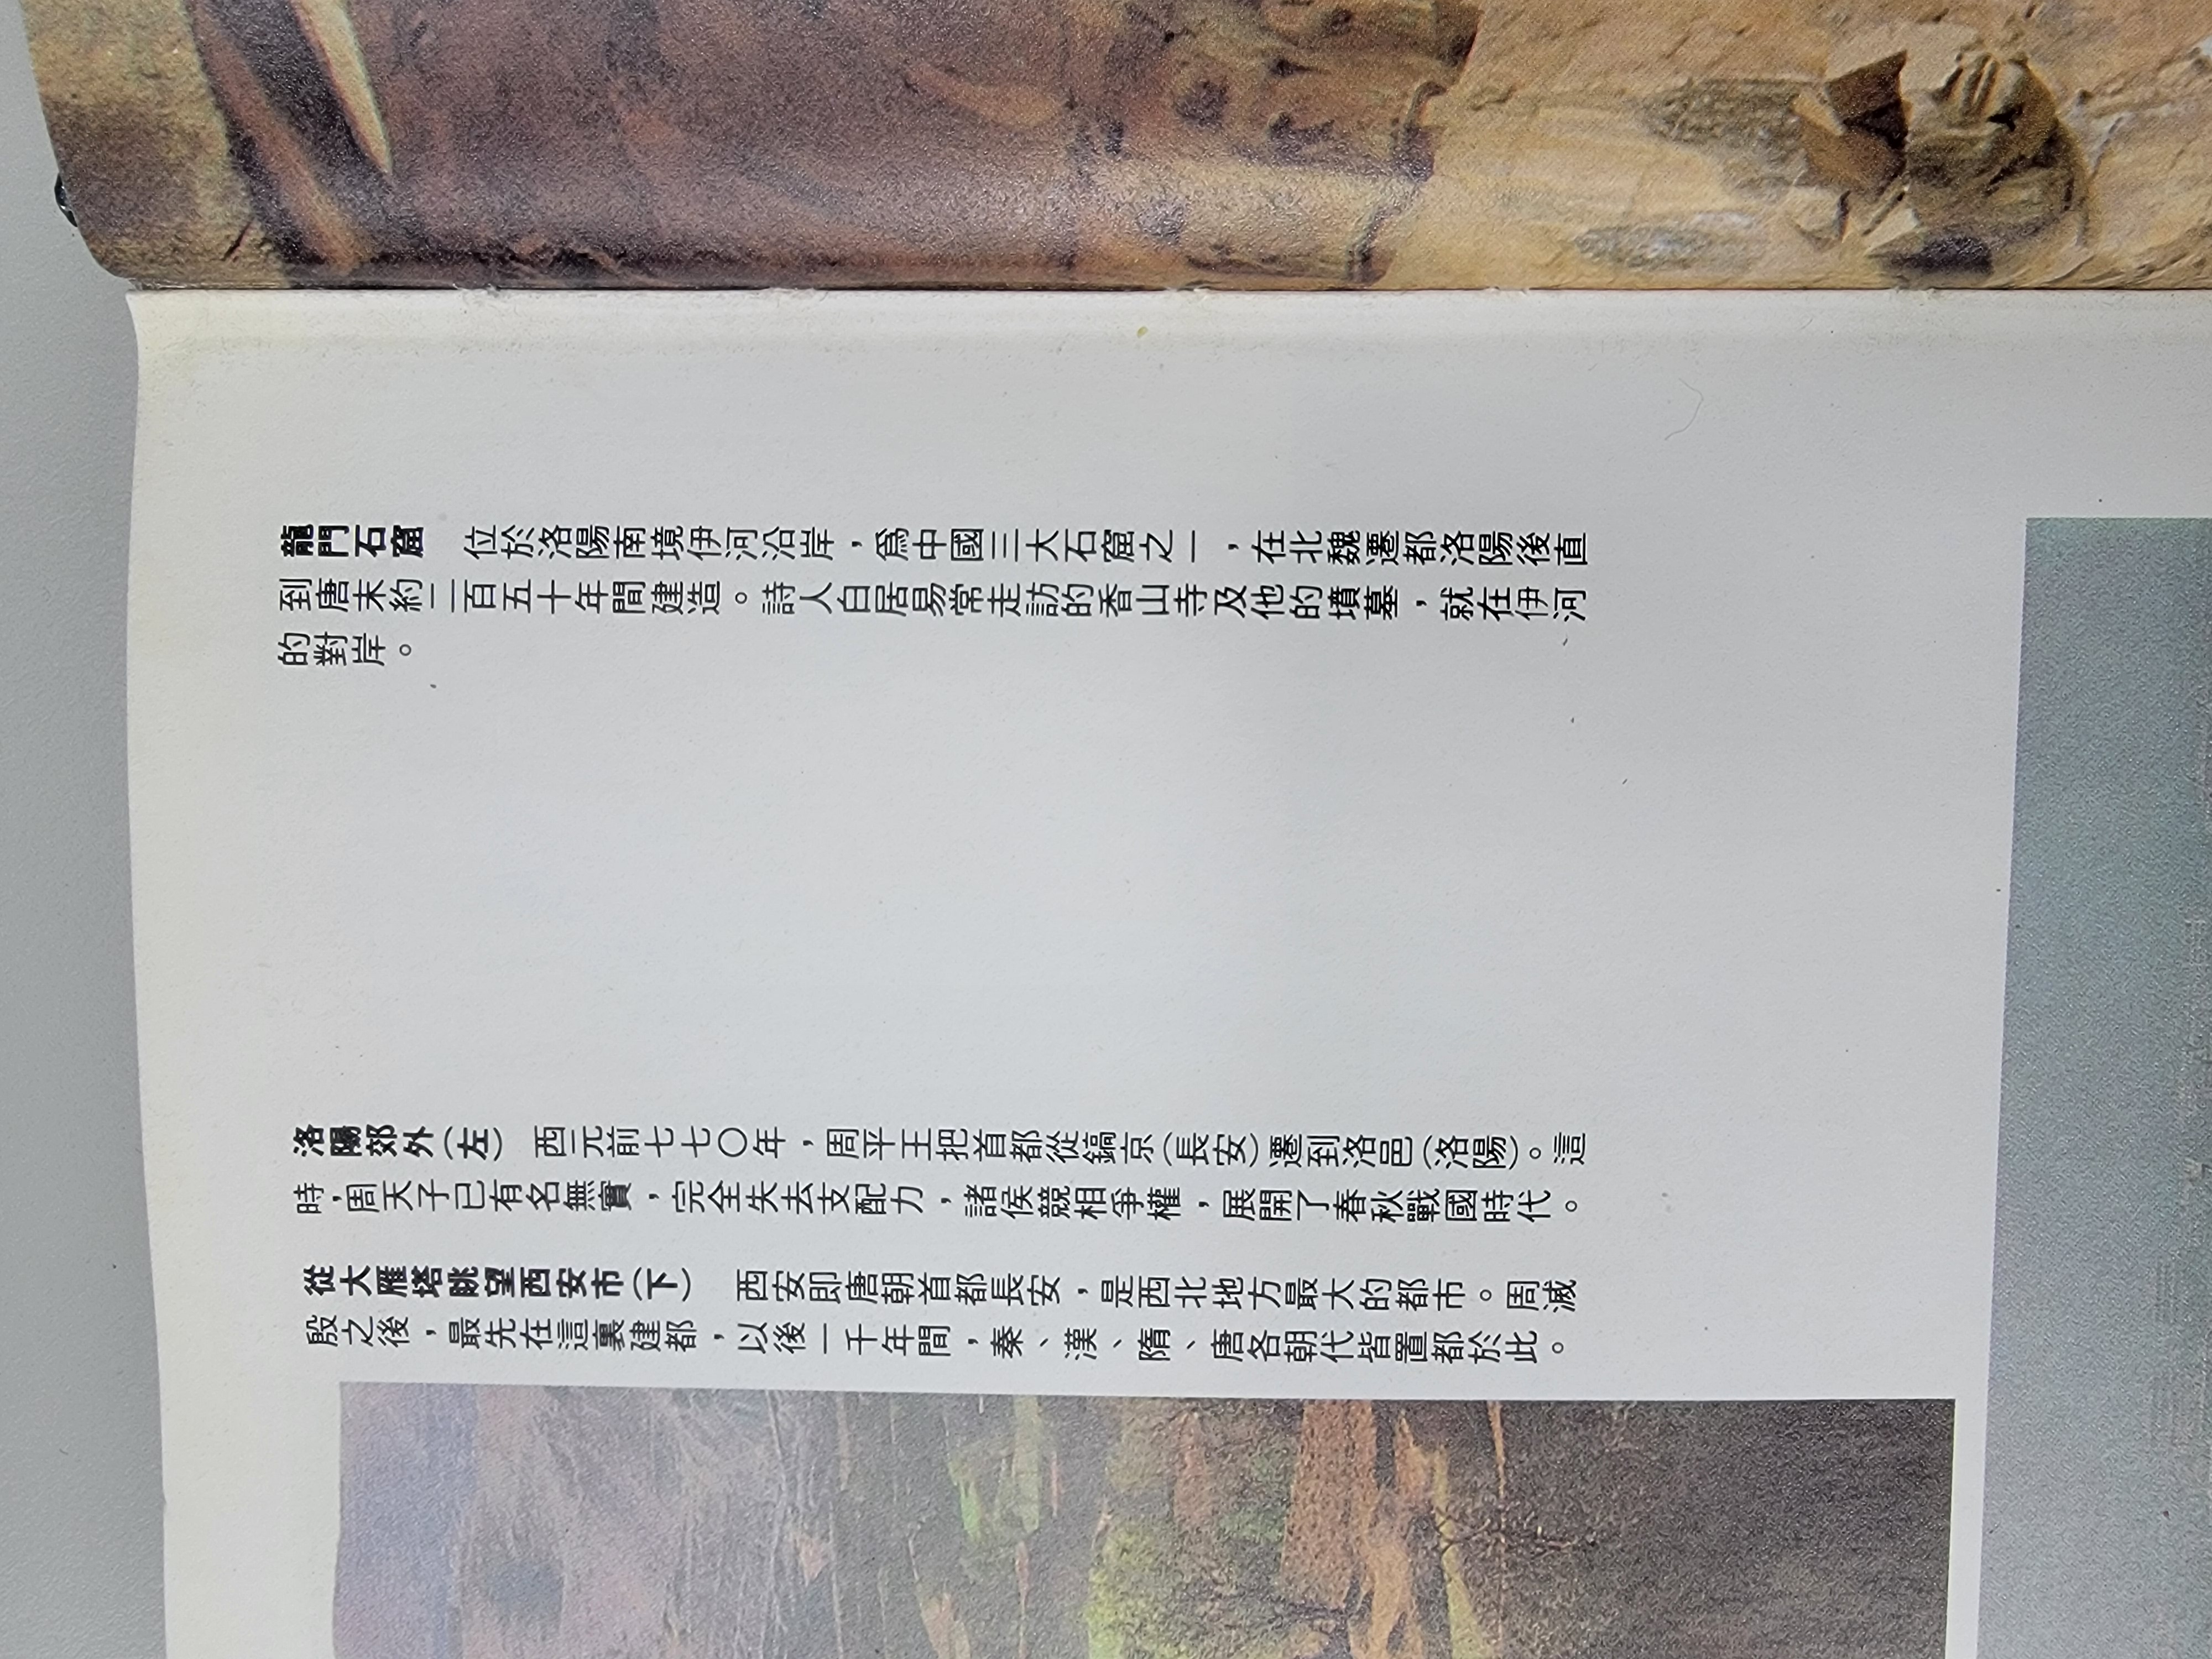 龍門石窟　位於洛陽南境伊河沿岸，爲中國三大石窟之一，在北魏遷都洛陽後直
到唐末約二百五十年間建造。詩人白居易常走訪的香山寺及他的墳墓，就在伊河
的對岸。
洛陽郊外（左）　西元前七七〇年，周平王把首都從鎬京（長安）遷到洛邑（洛陽）。這
時，周天子已有名無實，完全失去支配力，諸侯競相爭權，展開了春秋戰國時代。
從大雁塔眺望西安市（下）　西安即唐朝首都長安，是西北地方最大的都市。周滅
殷之後，最先在這裏建都，以後一千年間，秦、漢、隋、唐各朝代皆置都於此。